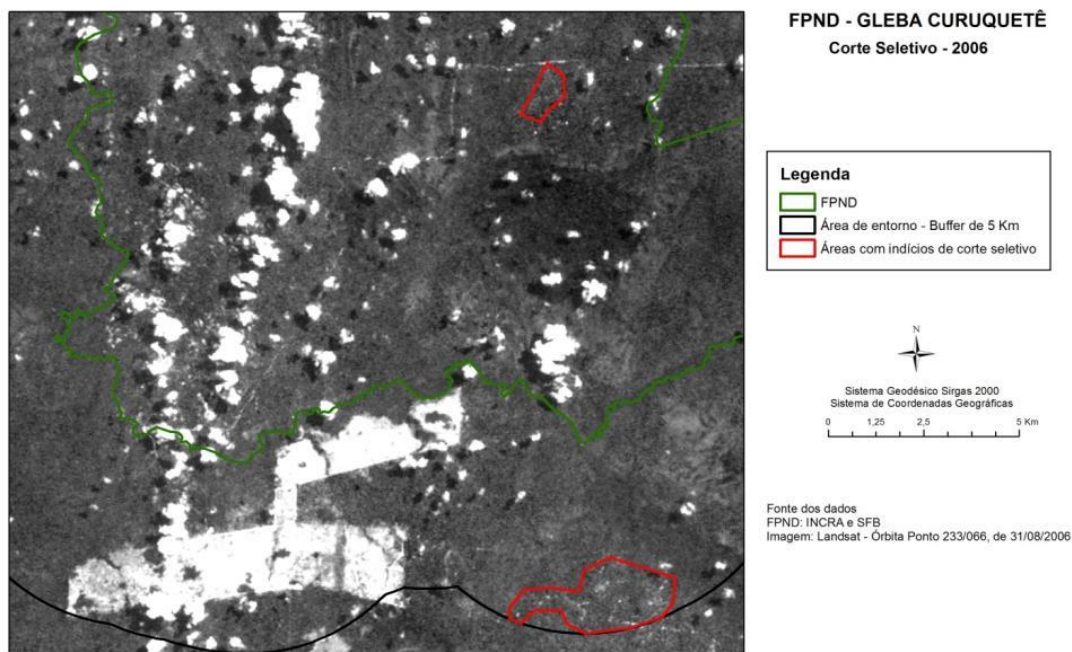 FPND - GLEBA CURUQUETÊ
Corte Seletivo - 2006
Legenda
FPND
Área de entorno - Buffer de 5 Km
Áreas com indícios de corte seletivo
N
Sistema Geodésico Sirgas 2000
Sistema de Coordenadas Geográficas
0 1,25 2,5 5 Km
Fonte dos dados
FPND: INCRA e SFB
Imagem: Landsat - Órbita Ponto 233/066, de 31/08/2006